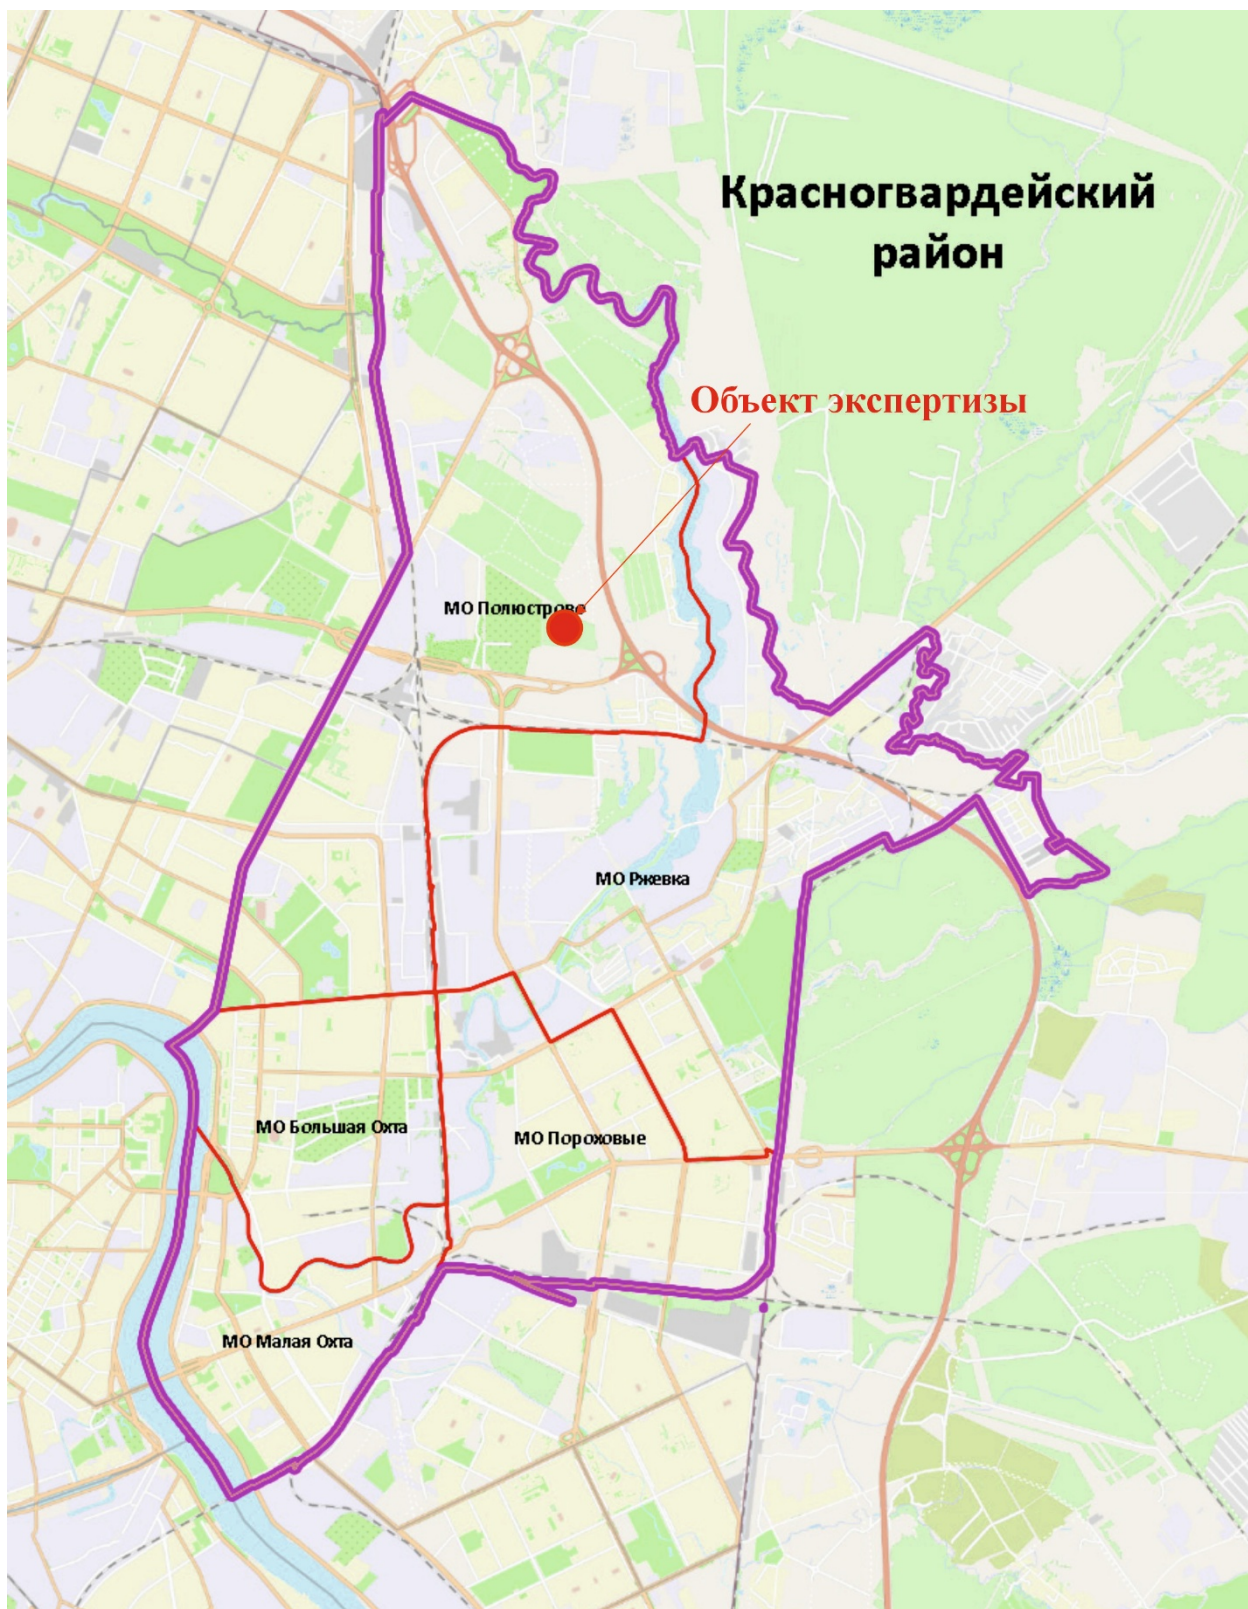 Красногвардейский
район
Объект экспертизы
МО Полюстрово
МО Ржевка
МО Большая Охта
МО Пороховые
МО Малая Охта